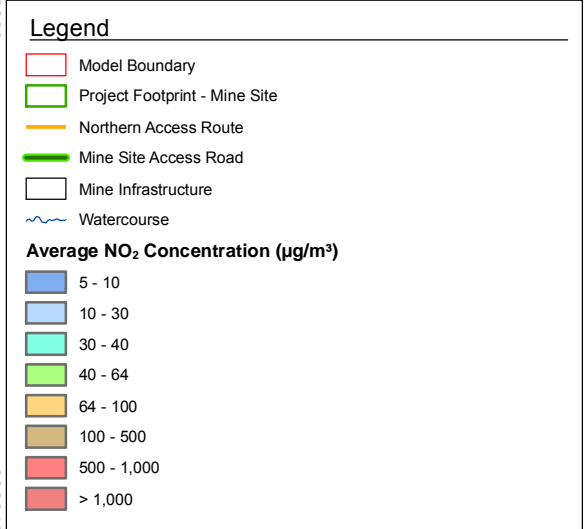 Legend
Model Boundary
Project Footprint - Mine Site
Northern Access Route
Mine Site Access Road
Mine Infrastructure
Watercourse
Average NO₂ Concentration (µg/m³)
5 - 10
10 - 30
30 - 40
40 - 64
64 - 100
100 - 500
500 - 1,000
> 1,000